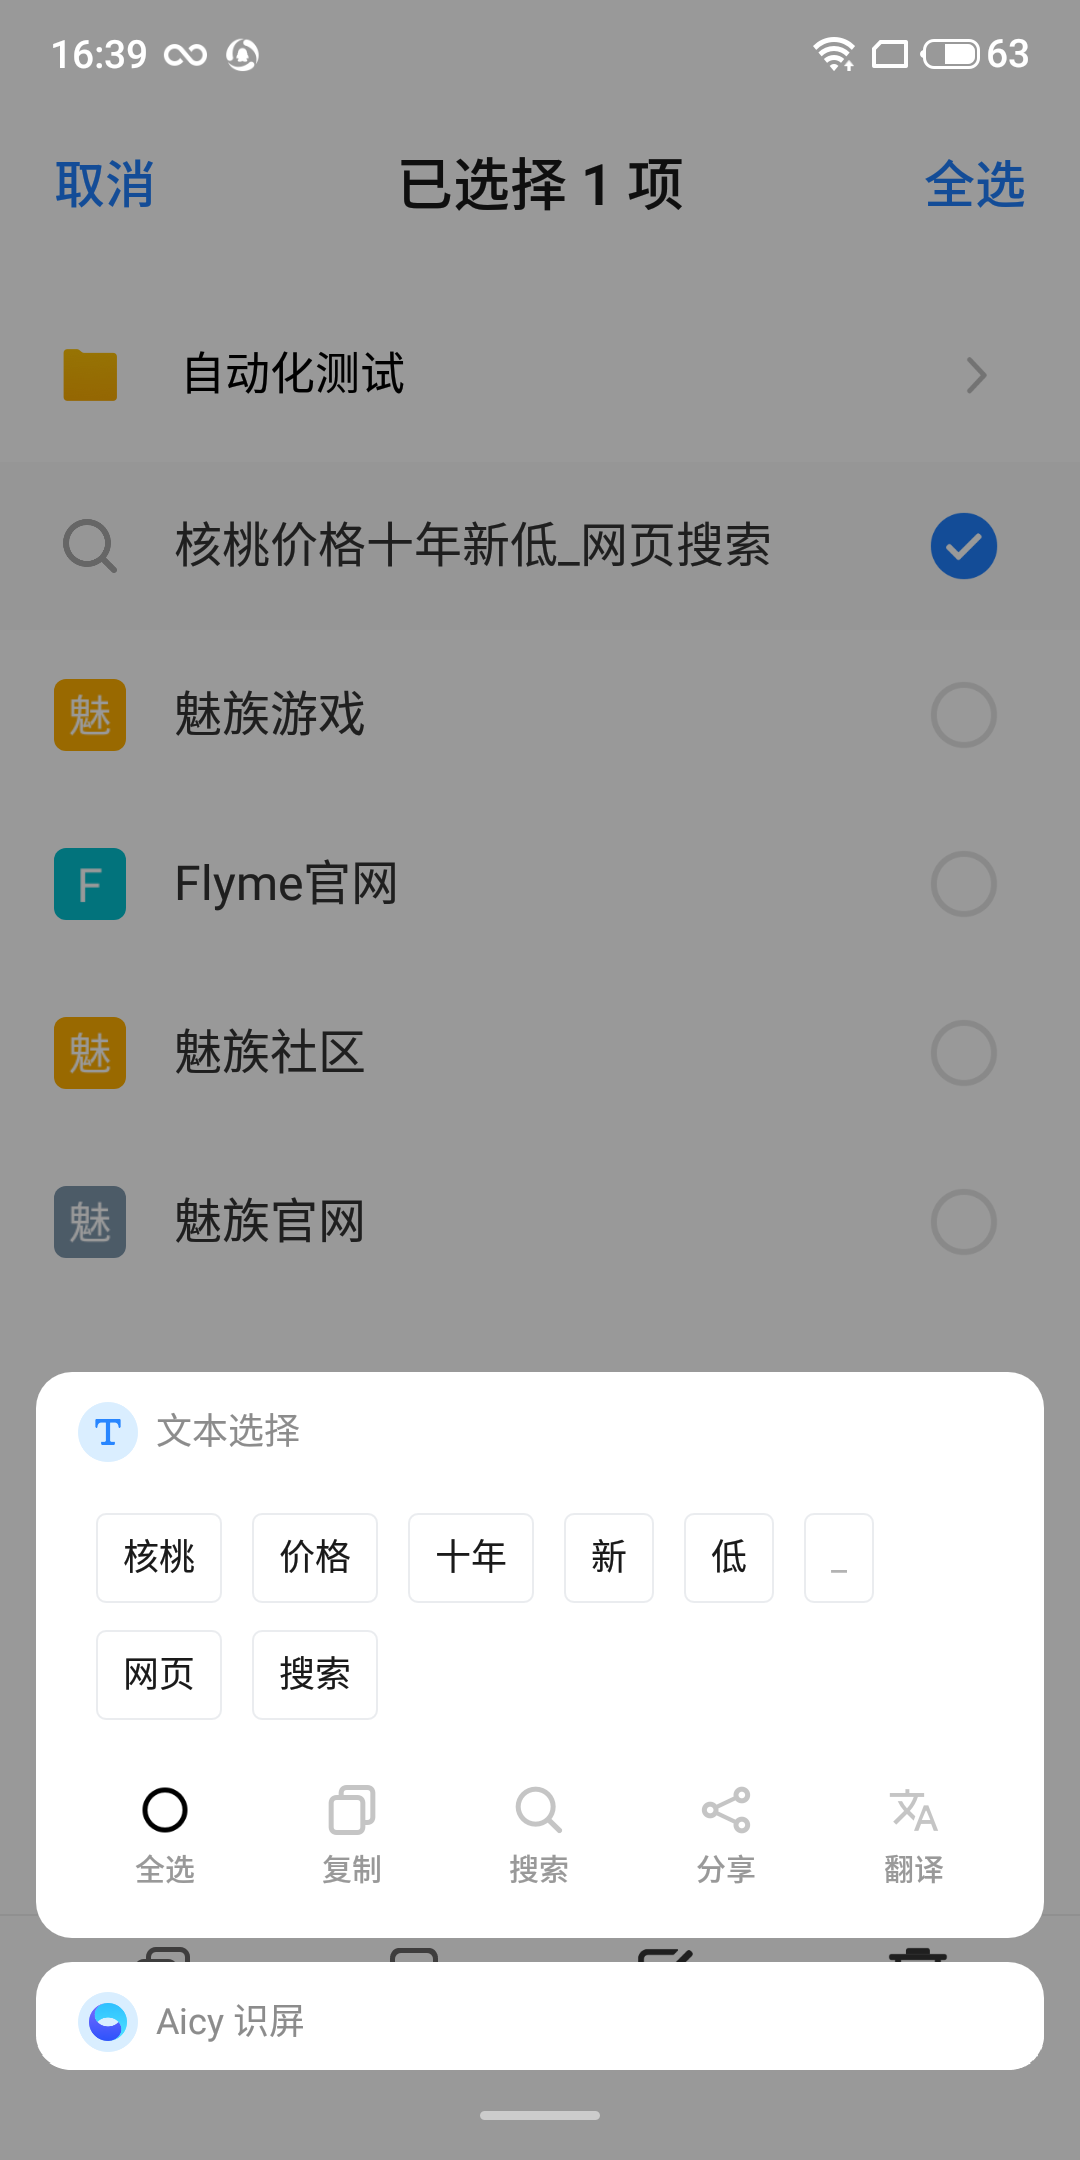 16:39 63
取消 已选择 1 项 全选
自动化测试
核桃价格十年新低_网页搜索
魅 魅族游戏
F Flyme官网
魅 魅族社区
魅 魅族官网
T 文本选择
核桃 价格 十年 新 低 _
网页 搜索
全选 复制 搜索 分享 翻译
Aicy 识屏